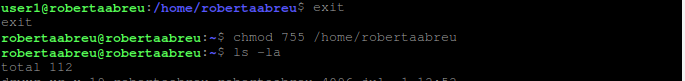 user1@robertaabreu:/home/robertaabreu$ exit
exit
robertaabreu@robertaabreu:~$ chmod 755 /home/robertaabreu
robertaabreu@robertaabreu:~$ ls -la
total 112